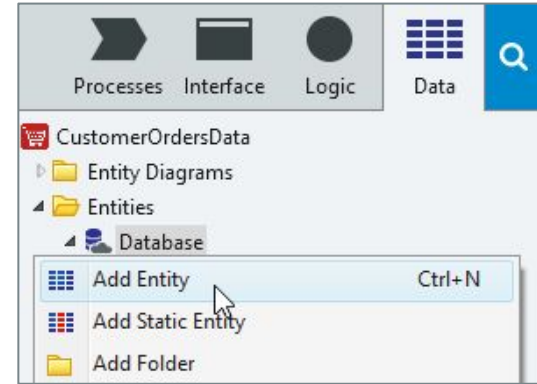 Processes Interface Logic Data
CustomerOrdersData
Entity Diagrams
Entities
Database
Add Entity Ctrl+N
Add Static Entity
Add Folder